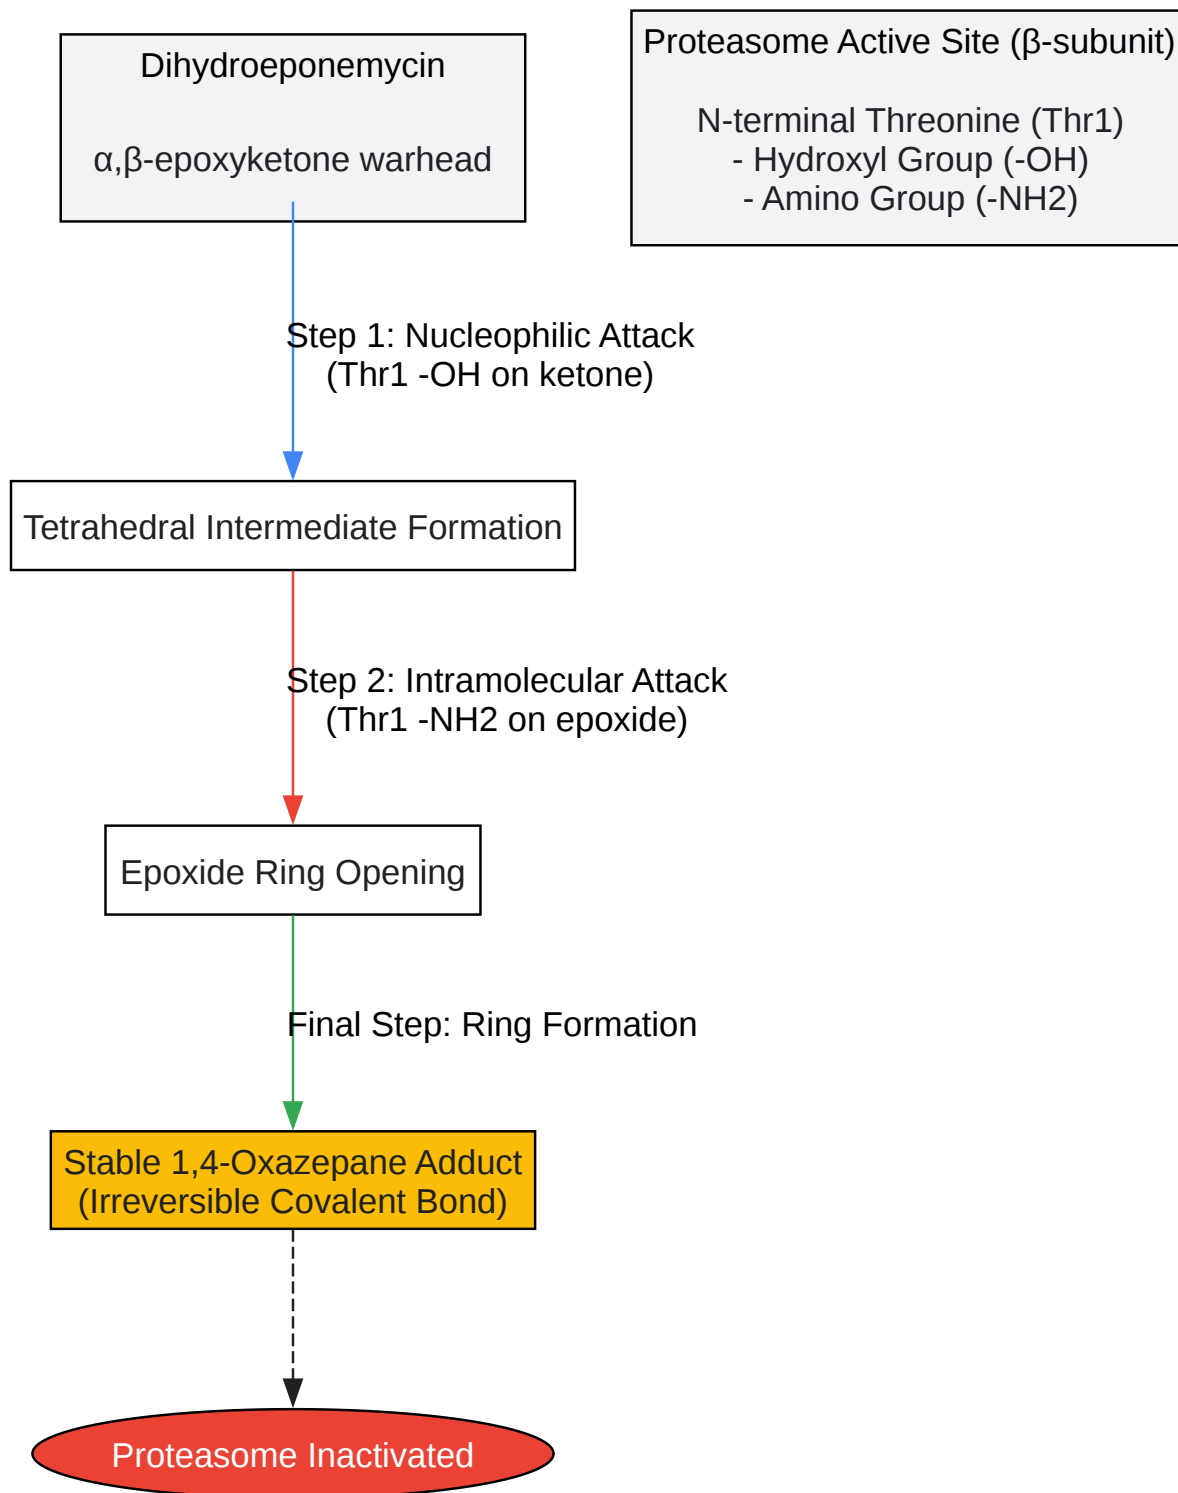 Dihydroeponemycin
α,β-epoxyketone warhead
Proteasome Active Site (β-subunit)
N-terminal Threonine (Thr1)
- Hydroxyl Group (-OH)
- Amino Group (-NH2)
Step 1: Nucleophilic Attack
(Thr1 -OH on ketone)
Tetrahedral Intermediate Formation
Step 2: Intramolecular Attack
(Thr1 -NH2 on epoxide)
Epoxide Ring Opening
Final Step: Ring Formation
Stable 1,4-Oxazepane Adduct
(Irreversible Covalent Bond)
Proteasome Inactivated